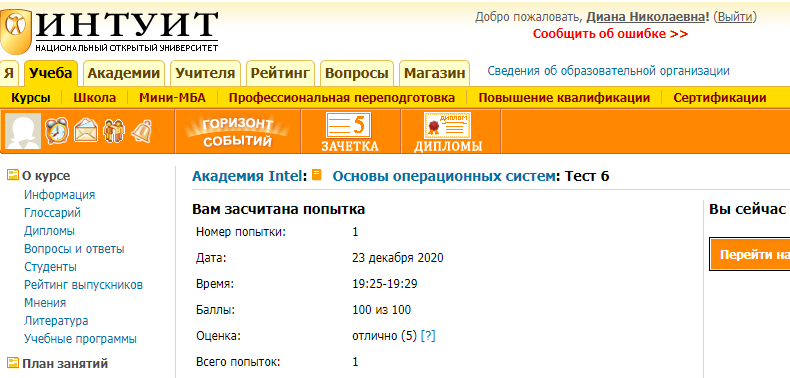 ИНТУИТ
НАЦИОНАЛЬНЫЙ ОТКРЫТЫЙ УНИВЕРСИТЕТ
Добро пожаловать, Диана Николаевна! (Выйти)
Сообщить об ошибке >>
Я Учеба Академии Учителя Рейтинг Вопросы Магазин Сведения об образовательной организации
Курсы Школа Мини-МБА Профессиональная переподготовка Повышение квалификации Сертификации
ГОРИЗОНТ СОБЫТИЙ
5 ЗАЧЕТКА
ДИПЛОМ ДИПЛОМЫ
О курсе
Информация
Глоссарий
Дипломы
Вопросы и ответы
Студенты
Рейтинг выпускников
Мнения
Литература
Учебные программы
План занятий
Академия Intel: Основы операционных систем: Тест 6
Вам засчитана попытка
Номер попытки: 1
Дата: 23 декабря 2020
Время: 19:25-19:29
Баллы: 100 из 100
Оценка: отлично (5) [?]
Всего попыток: 1
Вы сейчас
Перейти на